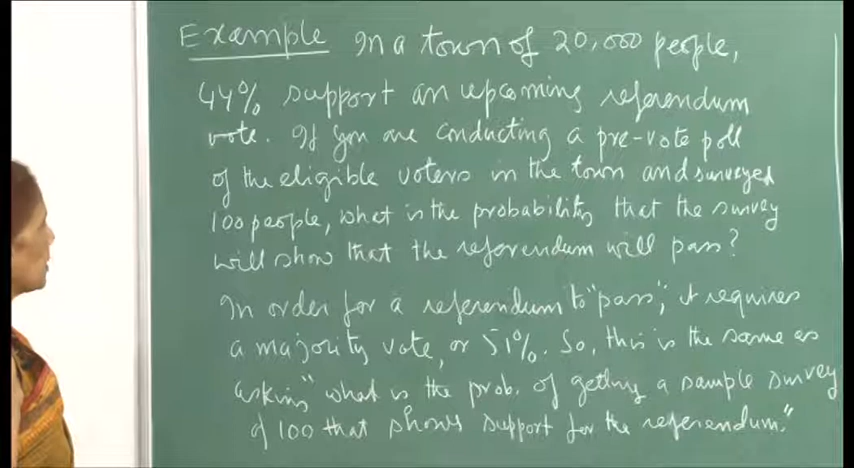 Example In a town of 20,000 people,
44% support an upcoming referendum
vote. If you are conducting a pre-vote poll
of the eligible voters in the town and surveyed
100 people, what is the probability that the survey
will show that the referendum will pass?
In order for a referendum to "pass", it requires
a majority vote, or 51%. So, this is the same as
asking "what is the prob. of getting a sample survey
of 100 that shows support for the referendum."